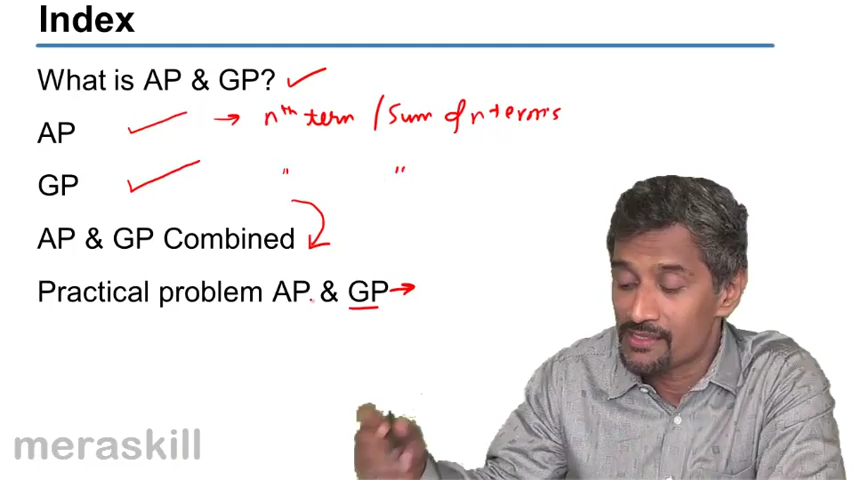 Index
What is AP & GP?
AP → nth term / Sum of n terms
GP " "
AP & GP Combined
Practical problem AP & GP →
meraskill